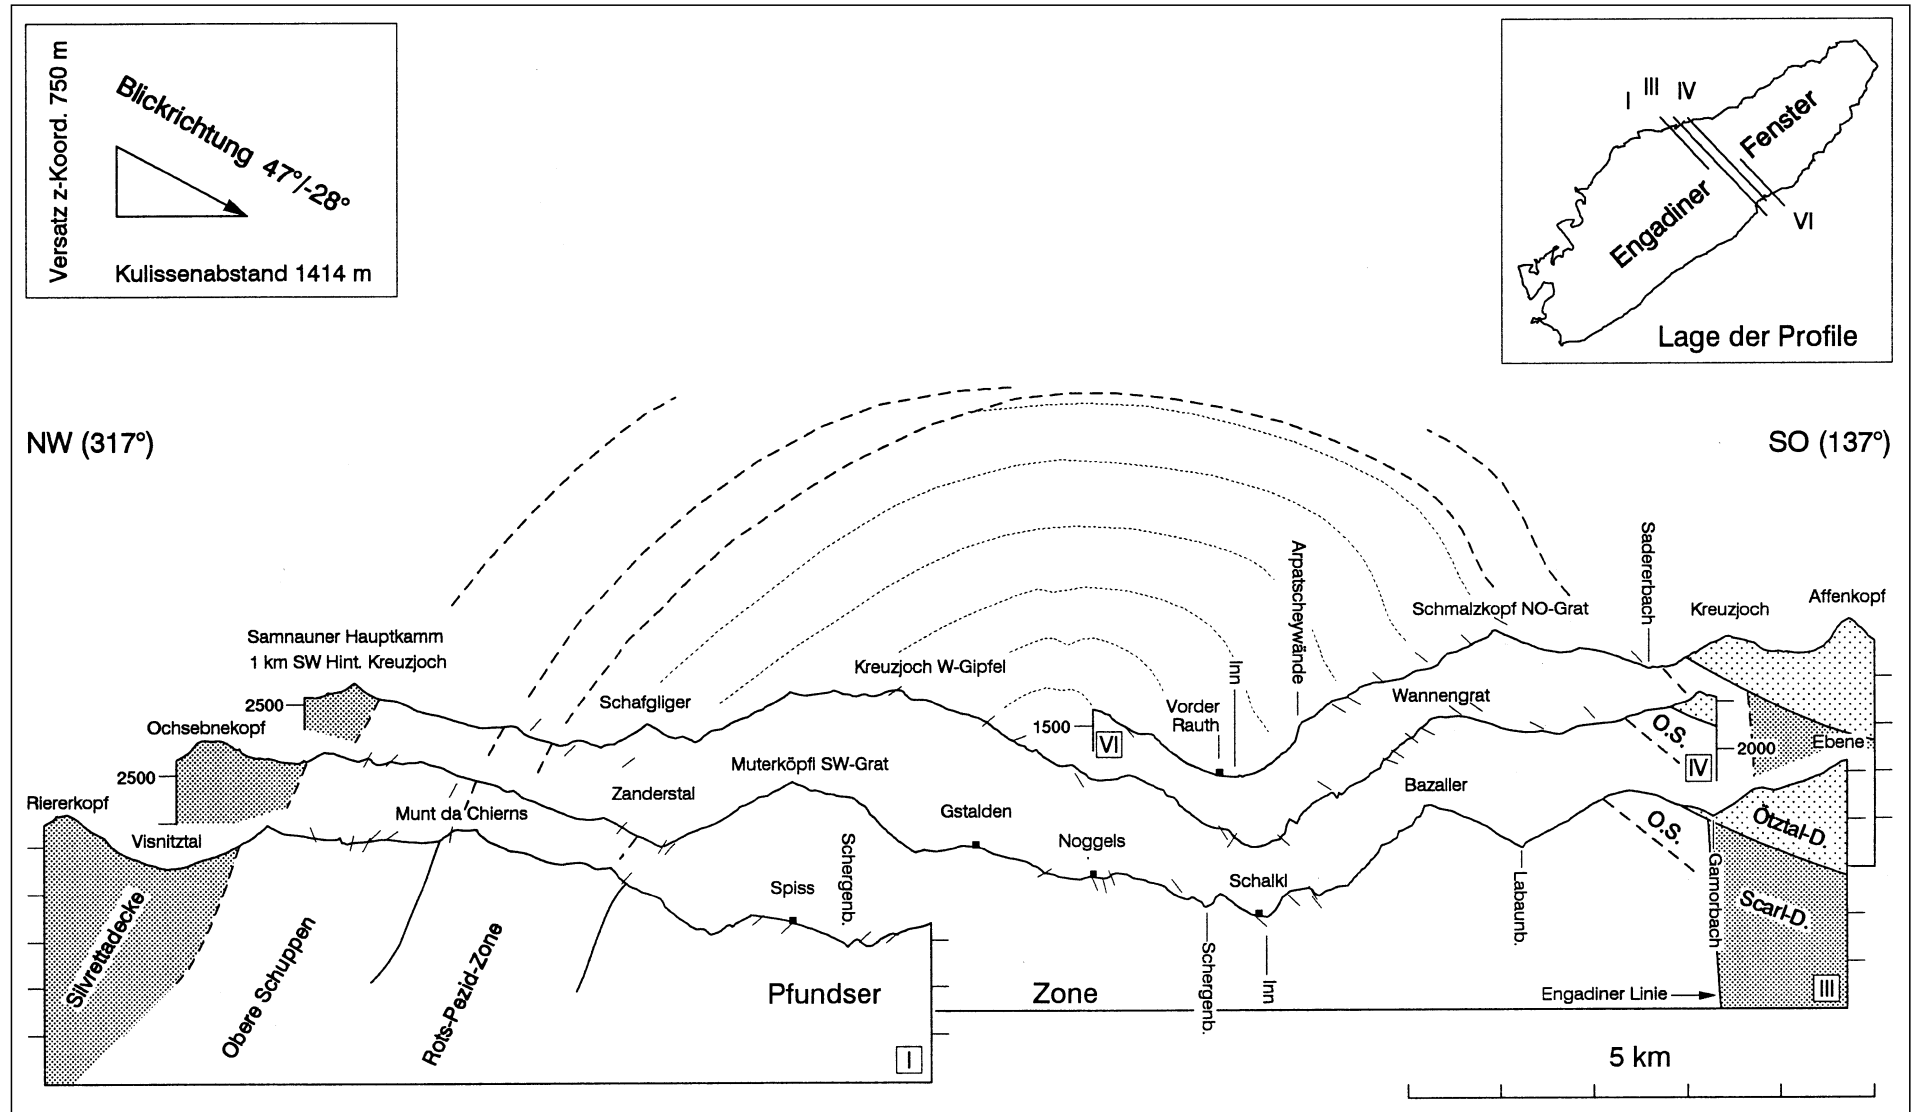 Versatz z-Koord. 750 m
Blickrichtung 47°/-28°
Kulissenabstand 1414 m
I
III
IV
Engadiner
Fenster
VI
Lage der Profile
NW (317°)
SO (137°)
Samnauner Hauptkamm
1 km SW Hint. Kreuzjoch
2500
Ochsebnekopf
2500
Riererkopf
Visnitztal
Schafgliger
Kreuzjoch W-Gipfel
1500
VI
Vorder
Rauth
Inn
Arpatscheywände
Schmalzkopf NO-Grat
Sadererbach
Kreuzjoch
Affenkopf
Wannengrat
O.S.
IV
2000
Ebene
Munt da Chierns
Zanderstal
Muterköpfl SW-Grat
Gstalden
Noggels
Schalkl
Bazaller
O.S.
Ötztal-D.
Scarl-D.
Gamorbach
Labaunb.
Spiss
Schergenb.
Schergenb.
Inn
Silvrettadecke
Obere Schuppen
Rots-Pezid-Zone
Pfundser
Zone
Engadiner Linie
III
I
5 km